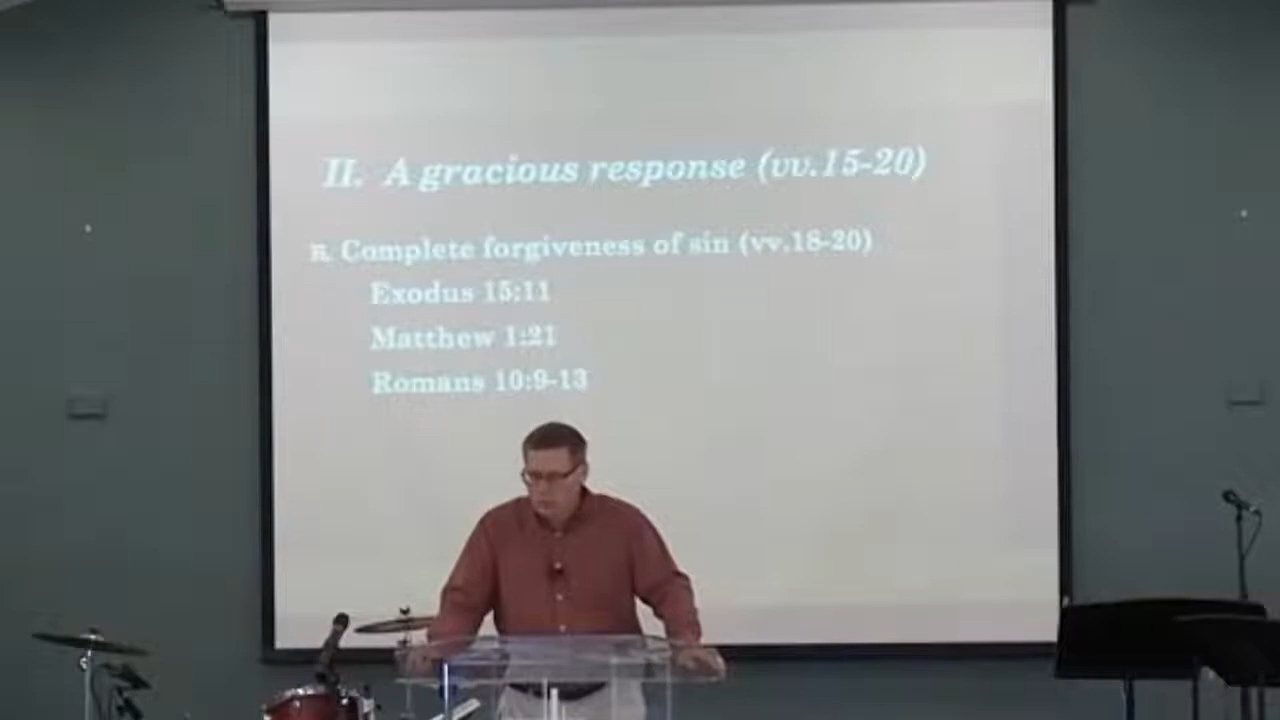 II. A gracious response (vv.15-20)
Complete forgiveness of sin (vv.18-20)
Exodus 15:11
Matthew 1:21
Romans 10:9-13